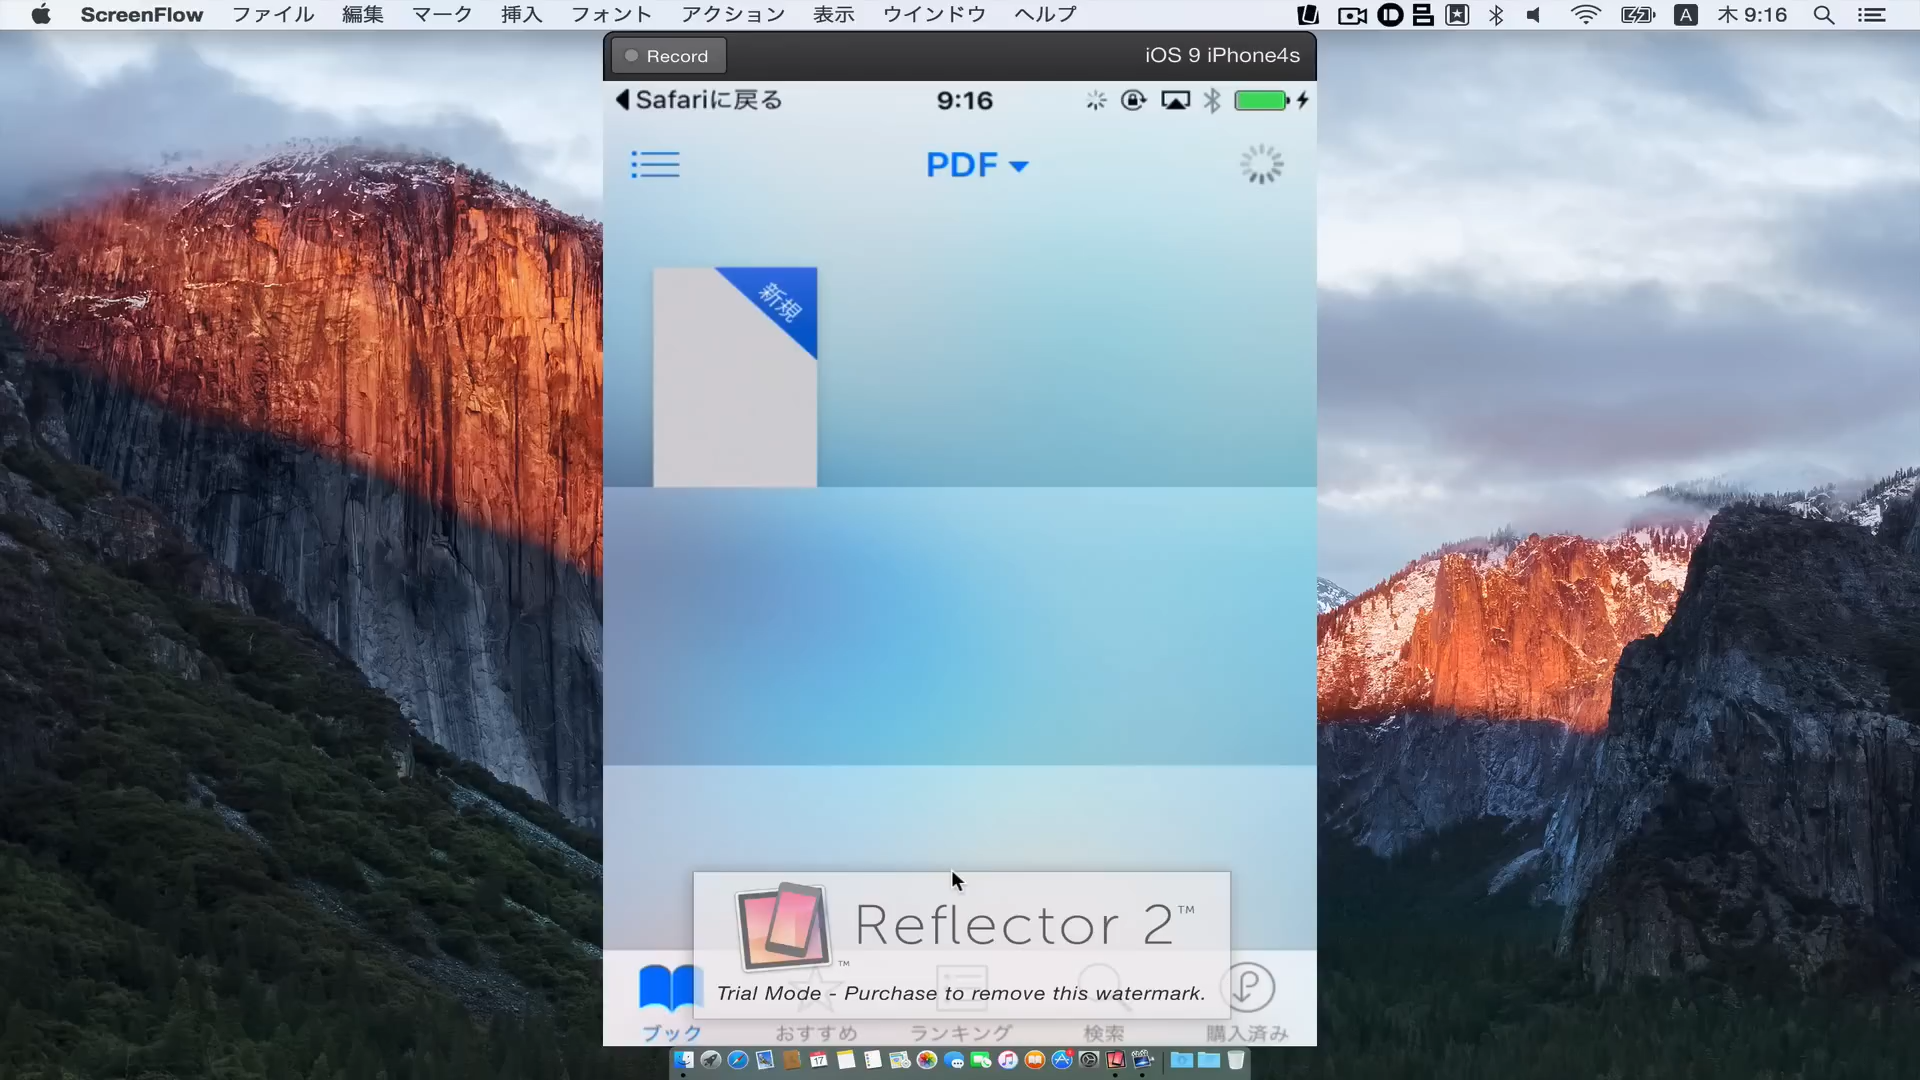 ScreenFlow ファイル 編集 マーク 挿入 フォント アクション 表示 ウインドウ ヘルプ A 木 9:16
Record iOS 9 iPhone4s
Safariに戻る 9:16
PDF
新規
Reflector 2™
™
Trial Mode - Purchase to remove this watermark.
ブック おすすめ ランキング 検索 購入済み
17